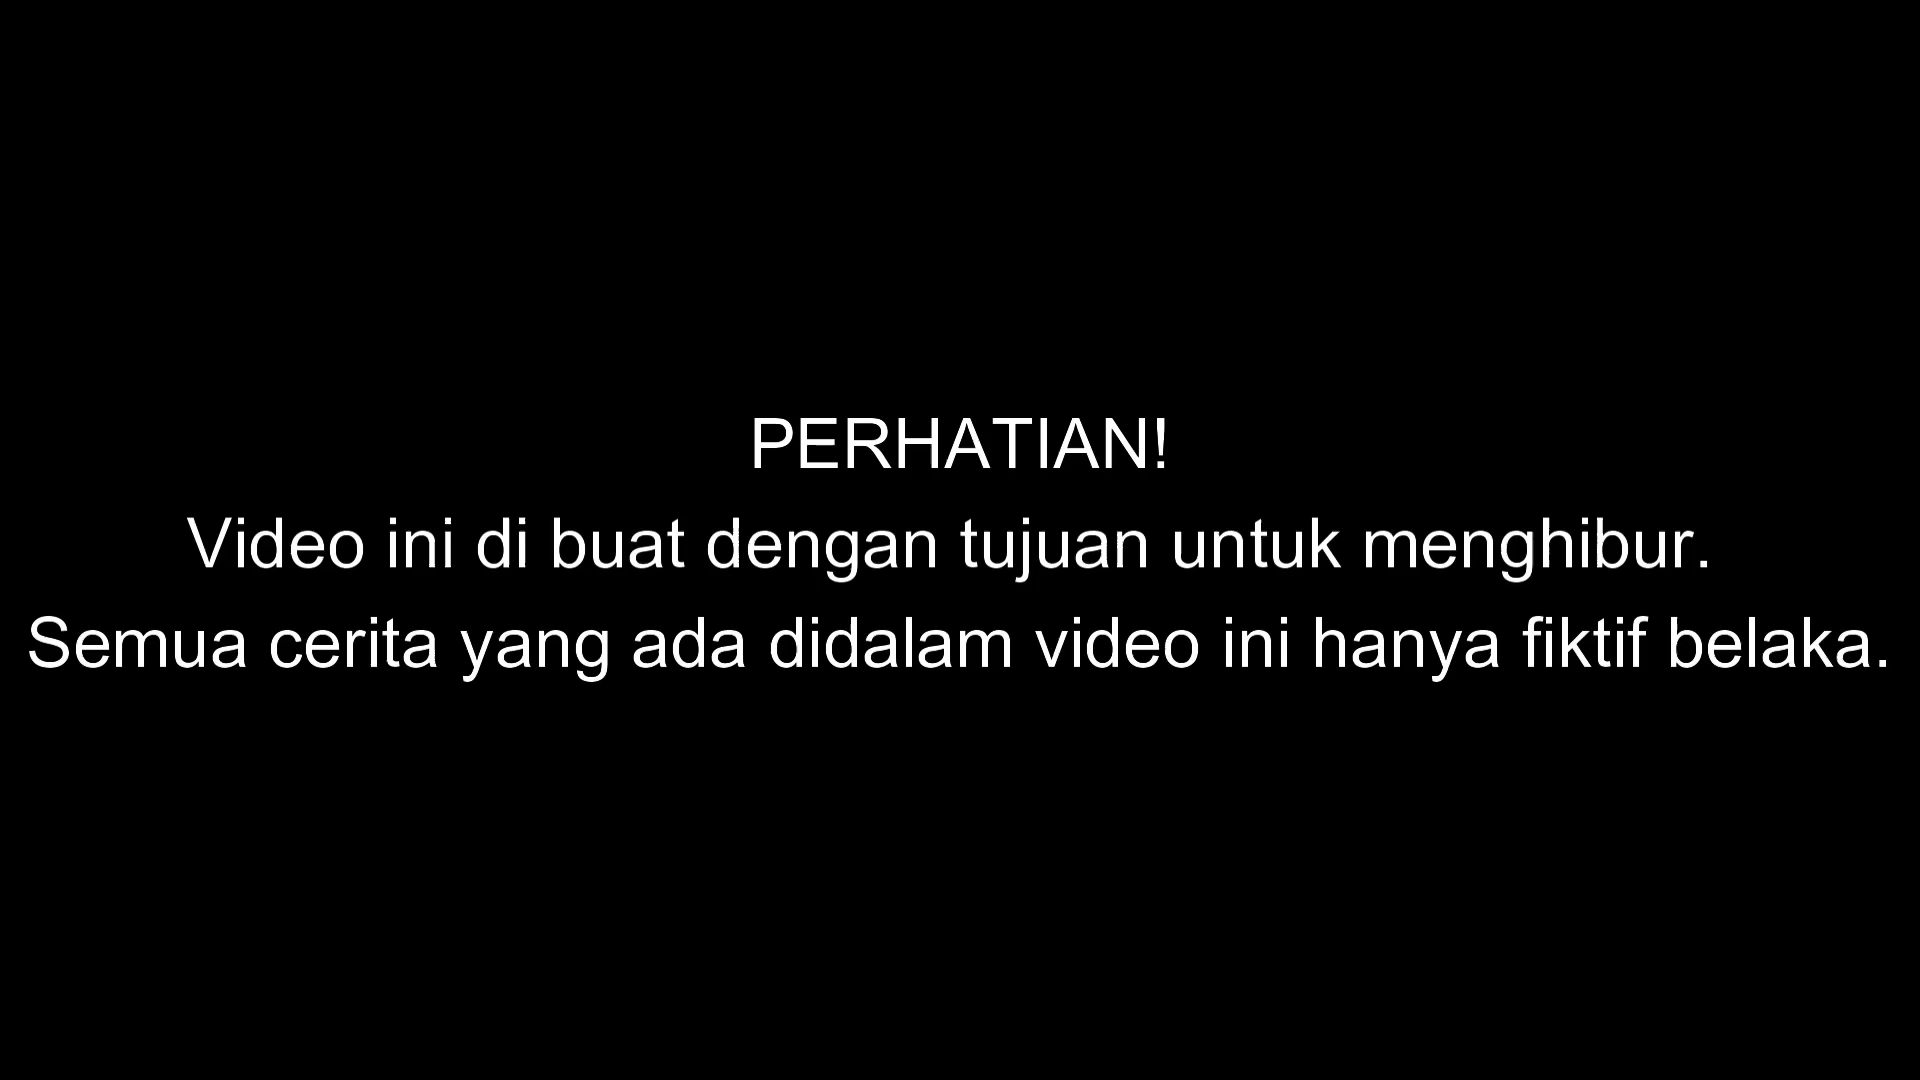 PERHATIAN!
Video ini di buat dengan tujuan untuk menghibur.
Semua cerita yang ada didalam video ini hanya fiktif belaka.